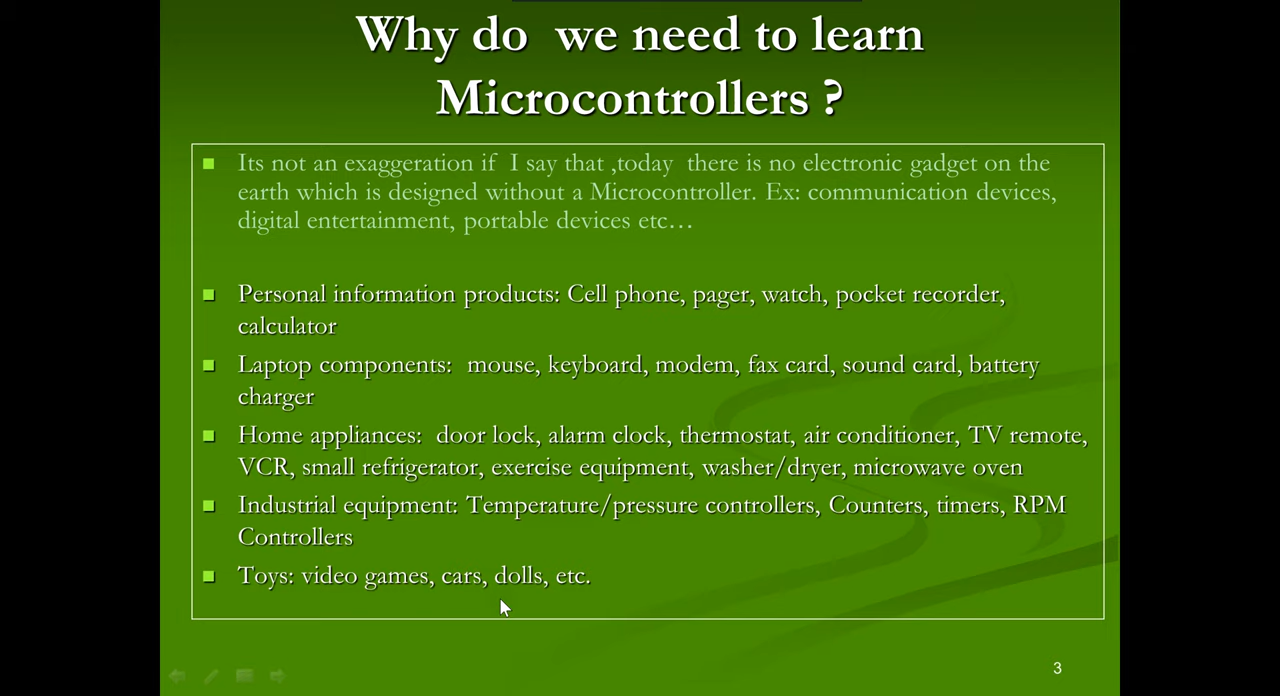 Why do we need to learn
Microcontrollers ?
Its not an exaggeration if I say that ,today there is no electronic gadget on the
earth which is designed without a Microcontroller. Ex: communication devices,
digital entertainment, portable devices etc…
Personal information products: Cell phone, pager, watch, pocket recorder,
calculator
Laptop components: mouse, keyboard, modem, fax card, sound card, battery
charger
Home appliances: door lock, alarm clock, thermostat, air conditioner, TV remote,
VCR, small refrigerator, exercise equipment, washer/dryer, microwave oven
Industrial equipment: Temperature/pressure controllers, Counters, timers, RPM
Controllers
Toys: video games, cars, dolls, etc.
3